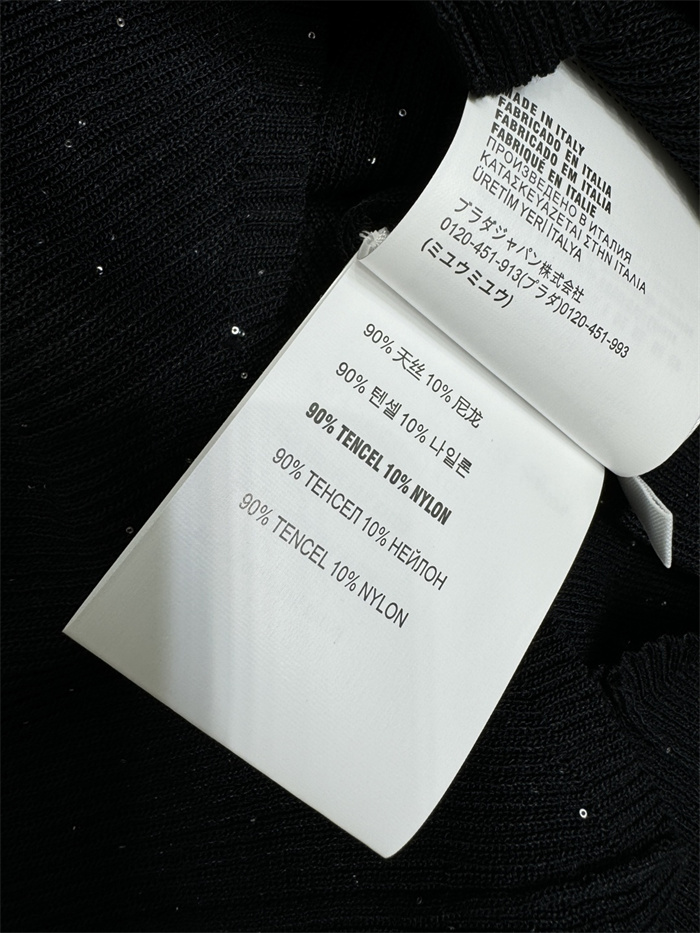 MADE IN ITALY
FABRICADO EN ITALIA
FABRICADO EM ITALIA
FABRIQUÉ EN ITALIE
ПРОИЗВЕДЕНО В ИТАЛИЯ
ΚΑΤΑΣΚΕΥΑΖΕΤΑΙ ΣΤΗΝ ΙΤΑΛΙΑ
ÜRETIM YERI ITALYA
プラダジャパン株式会社
0120-451-913(プラダ)0120-451-993
(ミュウミュウ)
90% 天丝 10% 尼龙
90% 텐셀 10% 나일론
90% TENCEL 10% NYLON
90% ТЕНСЕЛ 10% НЕЙЛОН
90% TENCEL 10% NYLON